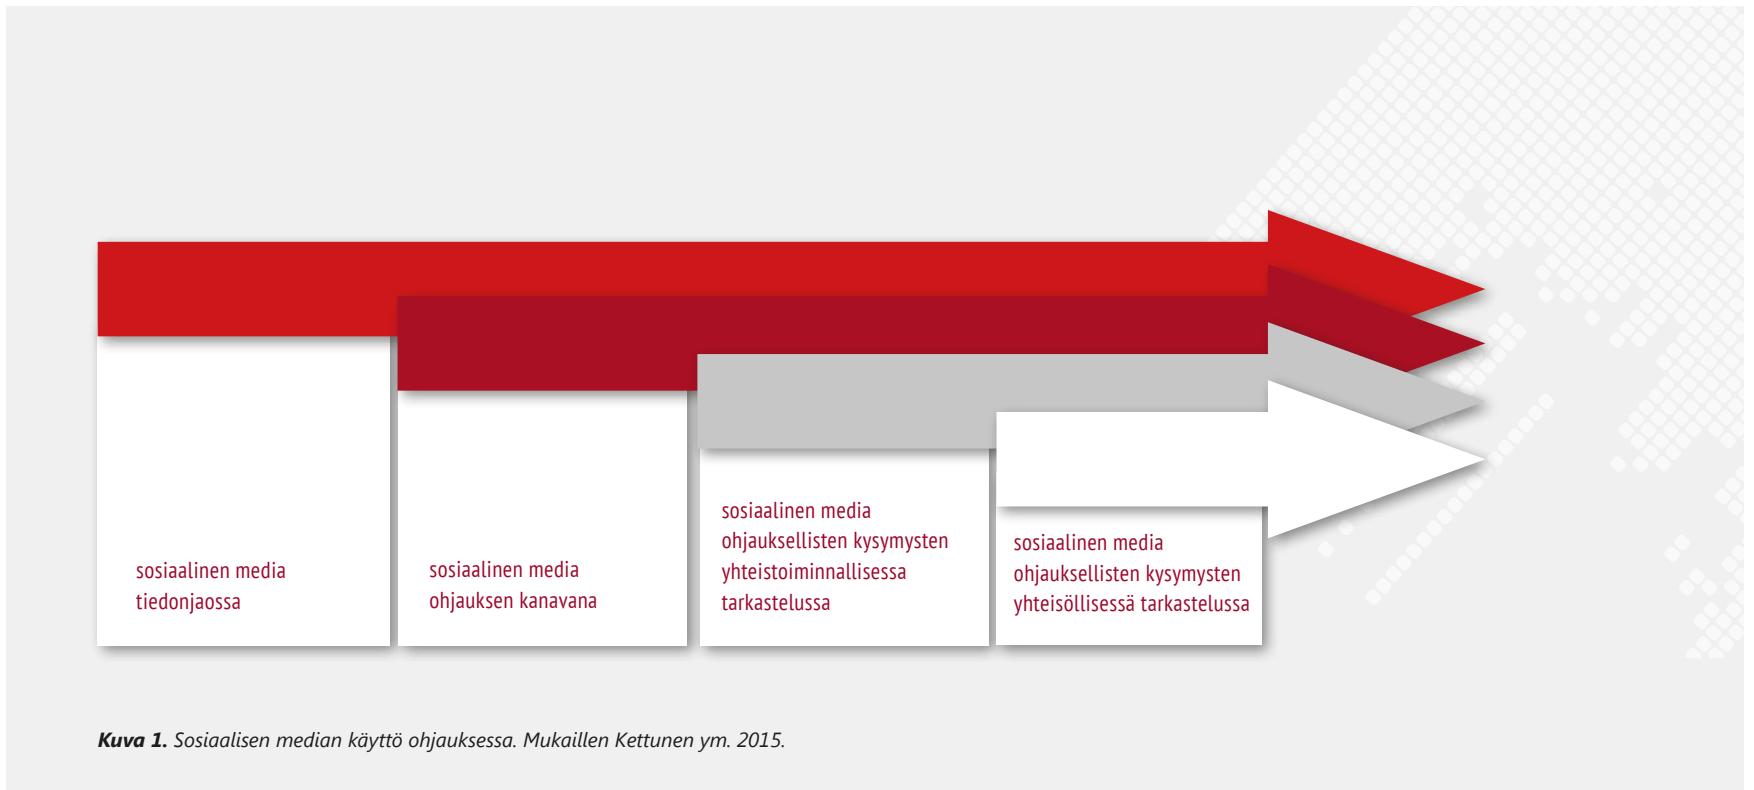 sosiaalinen media
tiedonjaossa
sosiaalinen media
ohjauksen kanavana
sosiaalinen media
ohjauksellisten kysymysten
yhteistoiminnallisessa
tarkastelussa
sosiaalinen media
ohjauksellisten kysymysten
yhteisöllisessä tarkastelussa
Kuva 1. Sosiaalisen median käyttö ohjauksessa. Mukaillen Kettunen ym. 2015.